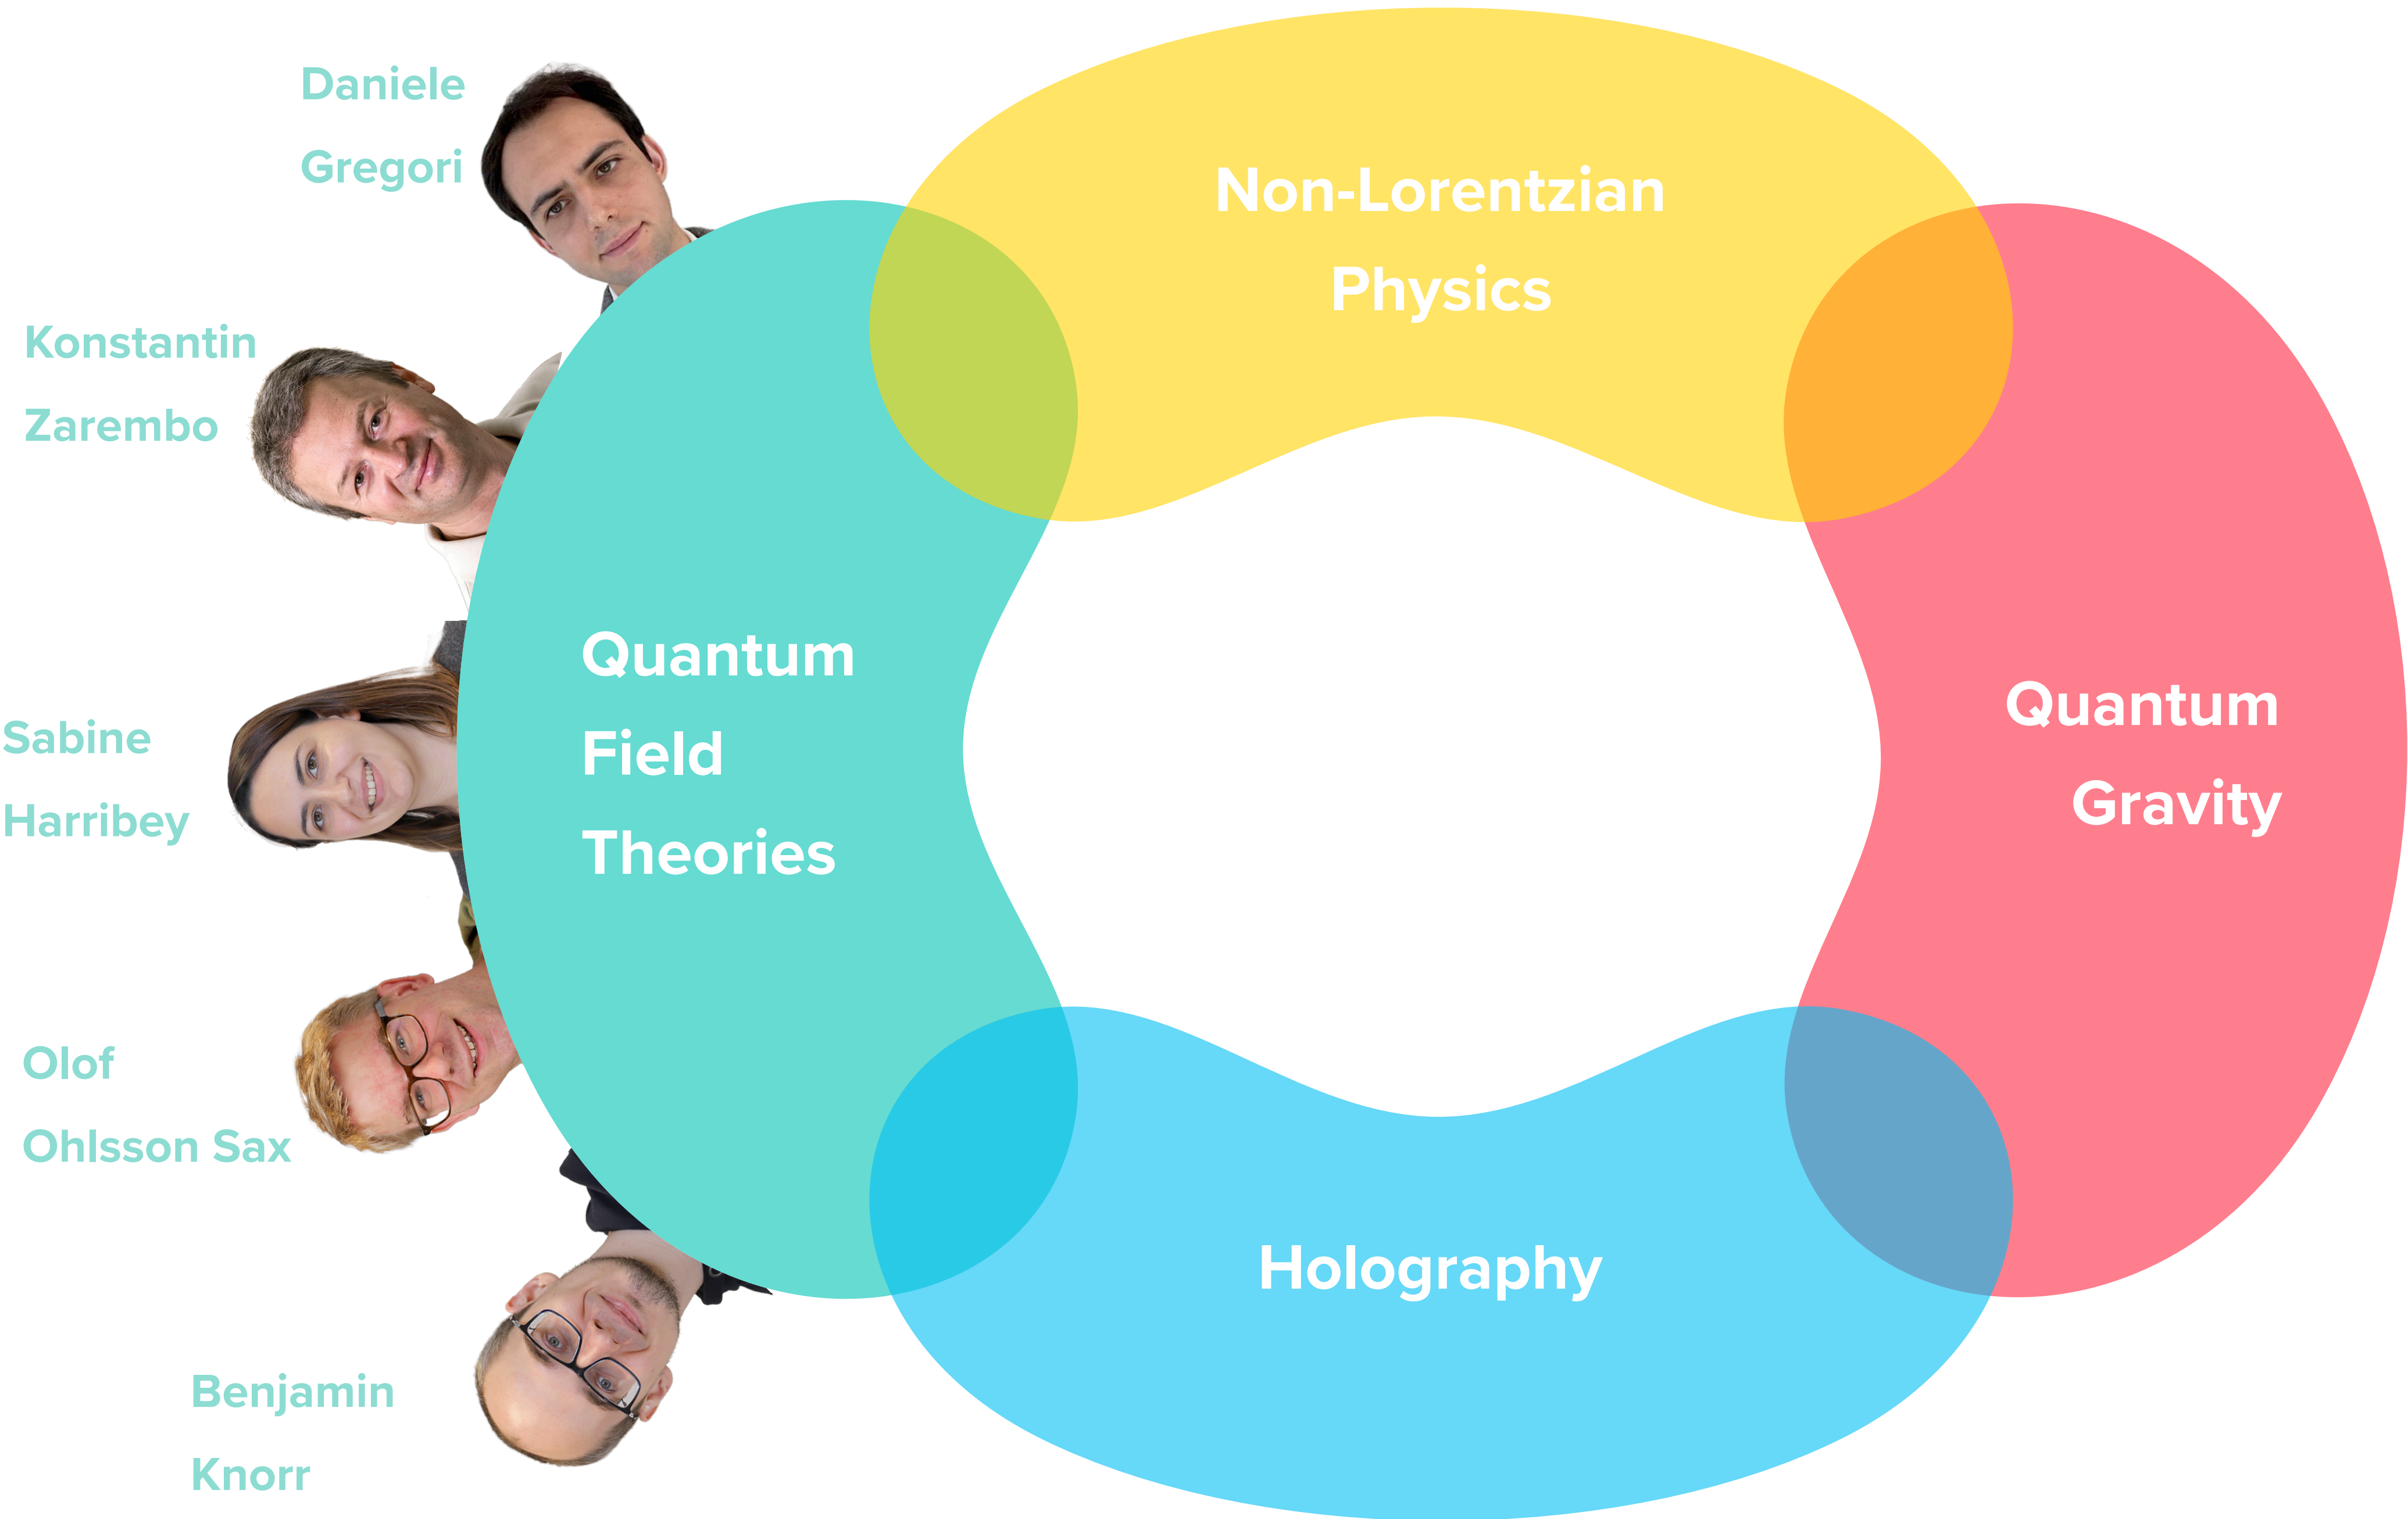 Daniele
Gregori
Konstantin
Zarembo
Sabine
Harribey
Olof
Ohlsson Sax
Benjamin
Knorr
Non-Lorentzian
Physics
Quantum
Field
Theories
Quantum
Gravity
Holography